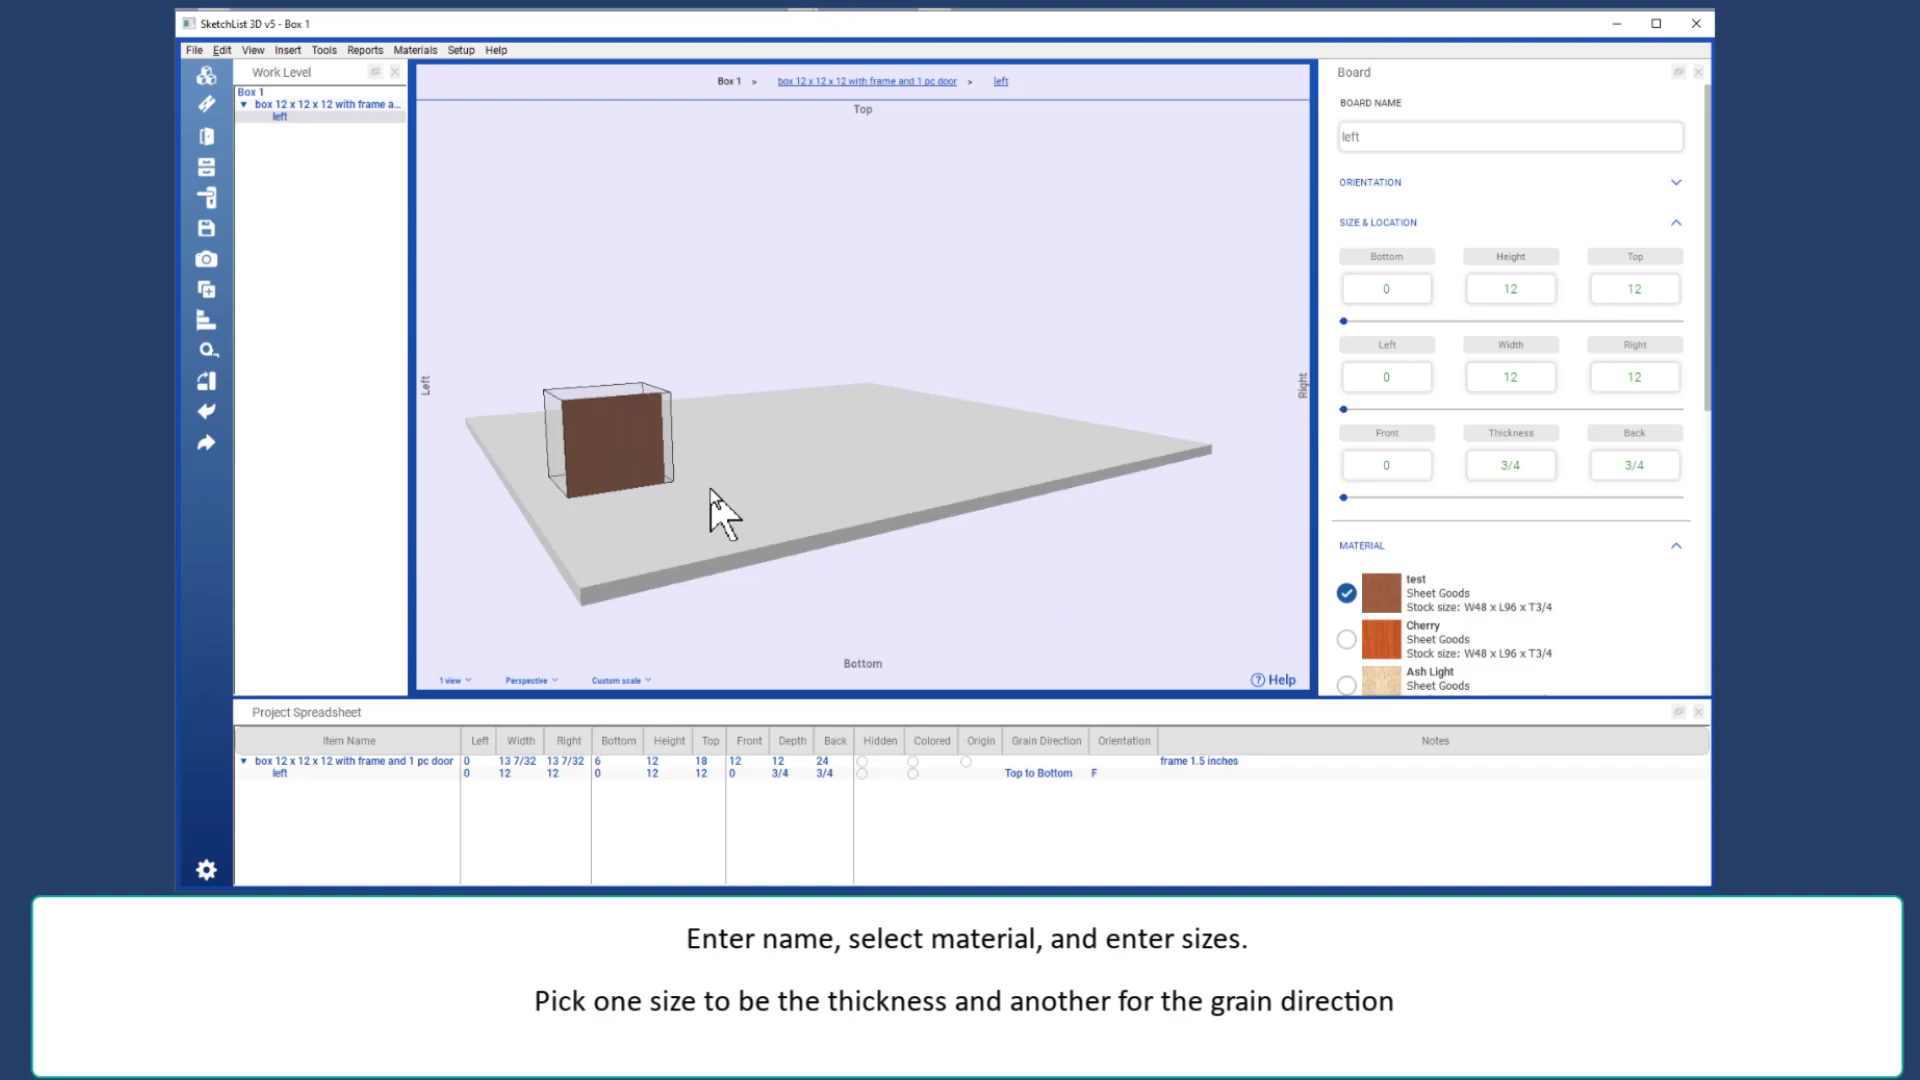 SketchList 3D v5 - Box 1
File Edit View Insert Tools Reports Materials Setup Help
Work Level
Box 1
box 12 x 12 x 12 with frame a...
left
Box 1 > box 12 x 12 x 12 with frame and 1 pc door > left
Top
Left
Right
Bottom
1 view
Perspective
Custom scale
Help
Board
BOARD NAME
left
ORIENTATION
SIZE & LOCATION
Bottom Height Top
0 12 12
Left Width Right
0 12 12
Front Thickness Back
0 3/4 3/4
MATERIAL
test
Sheet Goods
Stock size: W48 x L96 x T3/4
Cherry
Sheet Goods
Stock size: W48 x L96 x T3/4
Ash Light
Sheet Goods
Project Spreadsheet
Item Name Left Width Right Bottom Height Top Front Depth Back Hidden Colored Origin Grain Direction Orientation Notes
box 12 x 12 x 12 with frame and 1 pc door 0 13 7/32 13 7/32 6 12 18 12 12 24 frame 1.5 inches
left 0 12 12 0 12 12 0 3/4 3/4 Top to Bottom F
Enter name, select material, and enter sizes.
Pick one size to be the thickness and another for the grain direction